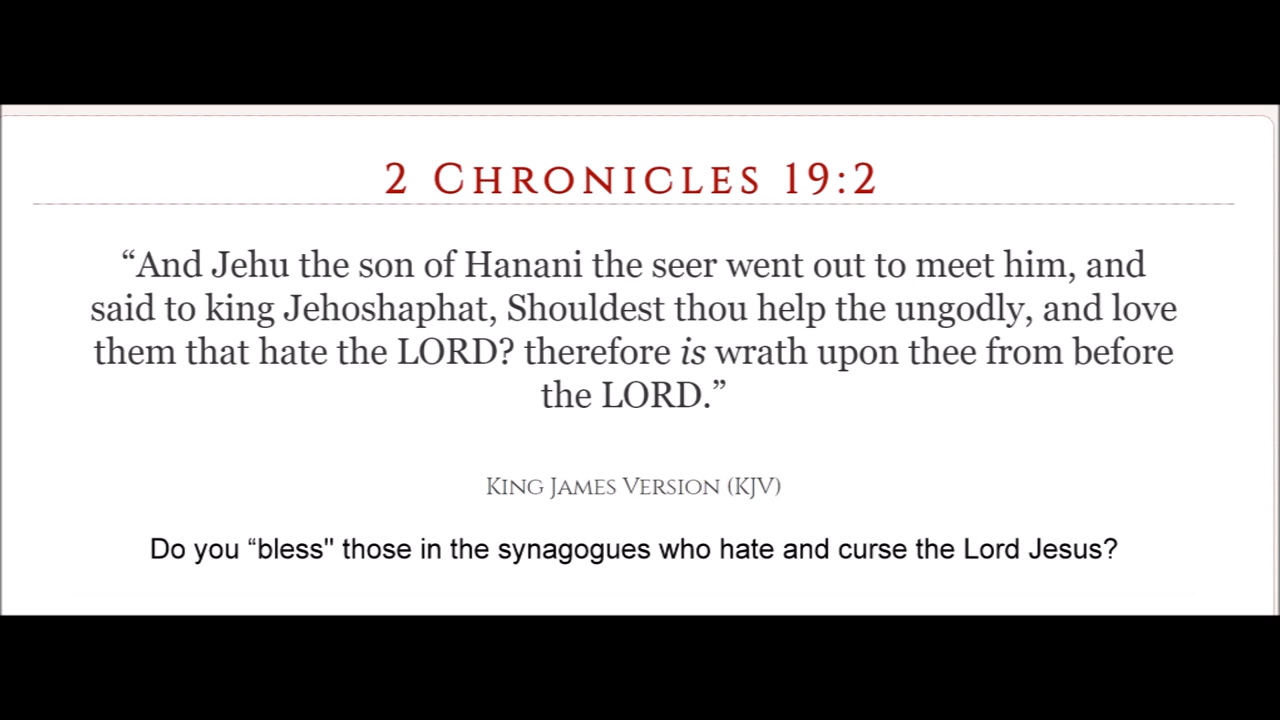 2 Chronicles 19:2
“And Jehu the son of Hanani the seer went out to meet him, and
said to king Jehoshaphat, Shouldest thou help the ungodly, and love
them that hate the LORD? therefore is wrath upon thee from before
the LORD.”
King James Version (KJV)
Do you “bless" those in the synagogues who hate and curse the Lord Jesus?